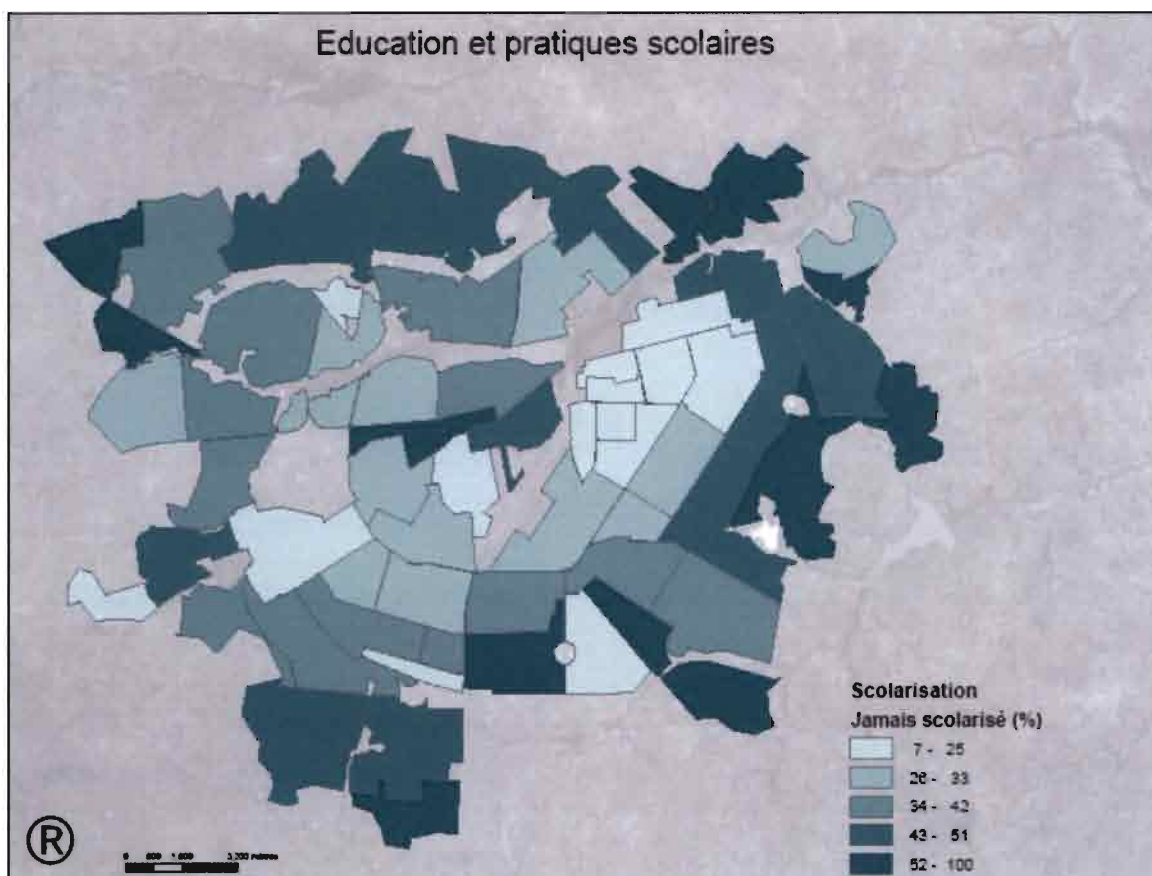 Education et pratiques scolaires
Scolarisation
Jamais scolarisé (%)
7 - 25
26 - 33
34 - 42
43 - 51
52 - 100
®